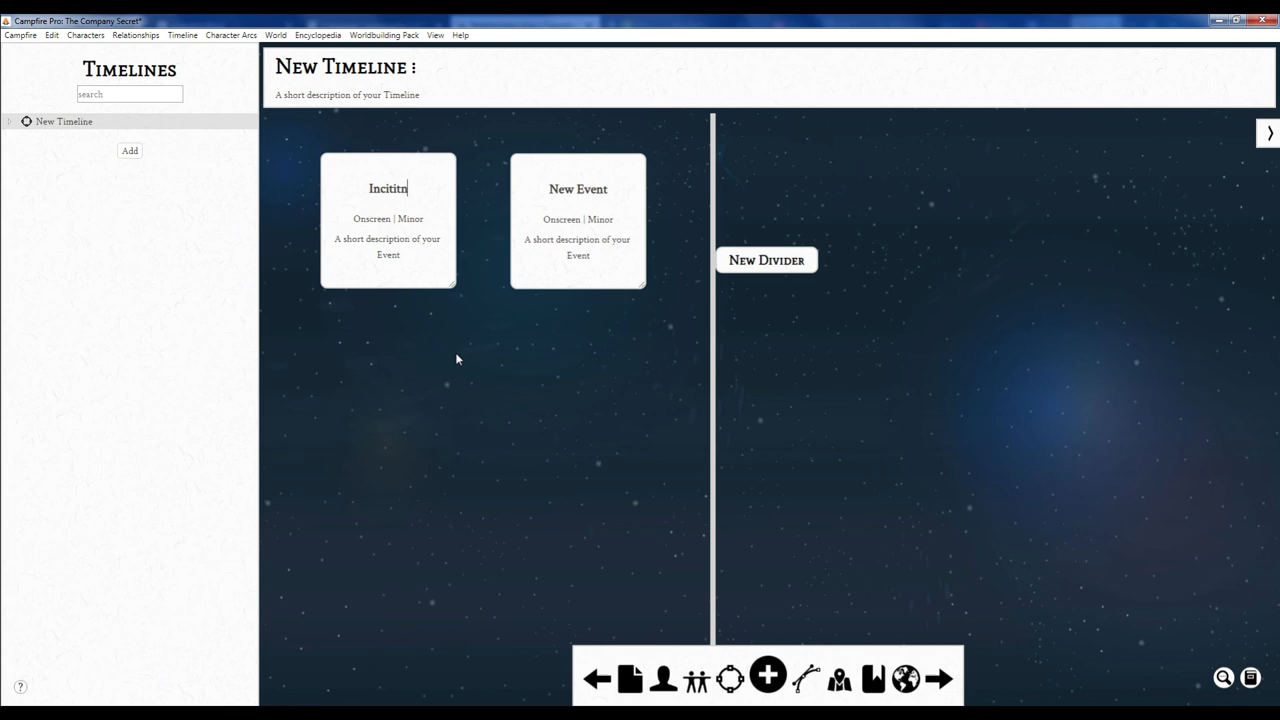 Campfire Pro: The Company Secret*
Campfire Edit Characters Relationships Timeline Character Arcs World Encyclopedia Worldbuilding Pack View Help
Timelines
search
New Timeline
Add
New Timeline
A short description of your Timeline
Incititn
Onscreen | Minor
A short description of your
Event
New Event
Onscreen | Minor
A short description of your
Event
New Divider
?